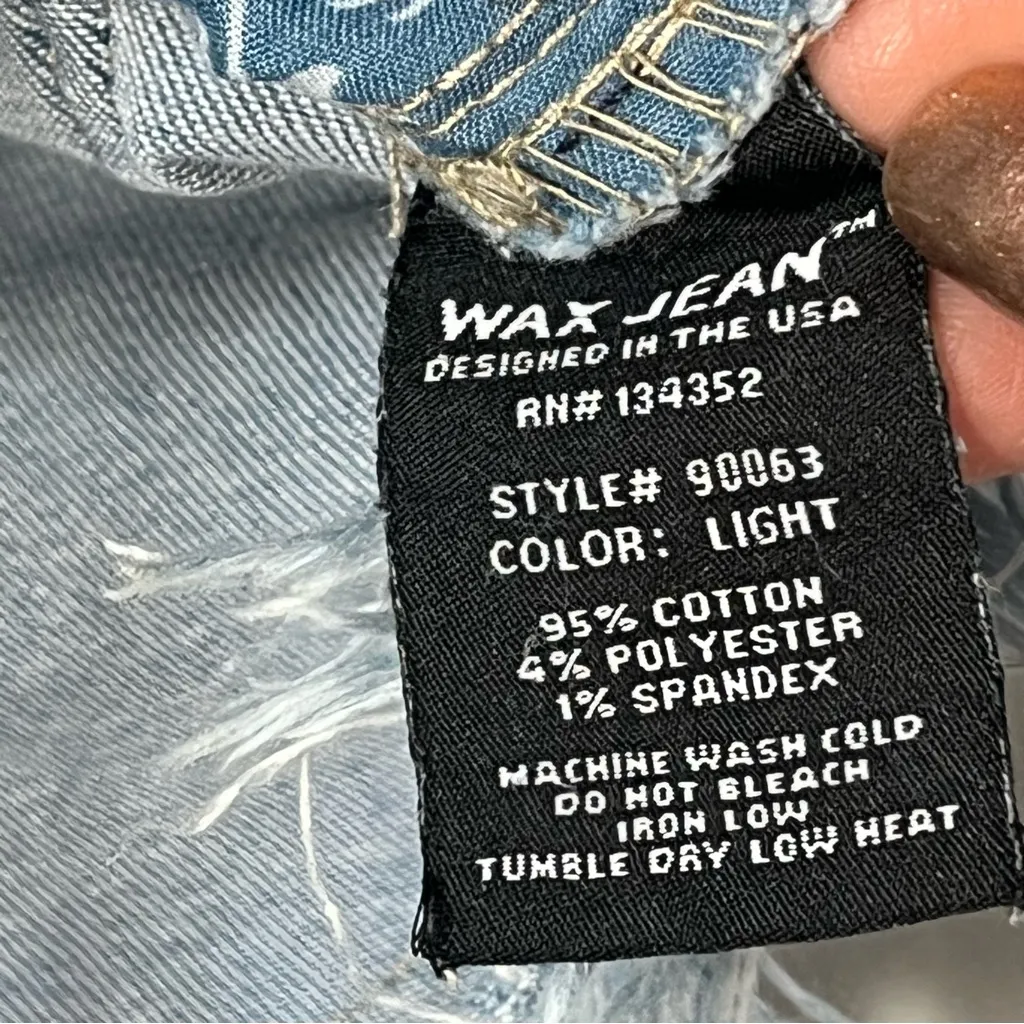 WAX JEAN™
DESIGNED IN THE USA
RN# 134352
STYLE# 90063
COLOR: LIGHT
95% COTTON
4% POLYESTER
1% SPANDEX
MACHINE WASH COLD
DO NOT BLEACH
IRON LOW
TUMBLE DRY LOW HEAT